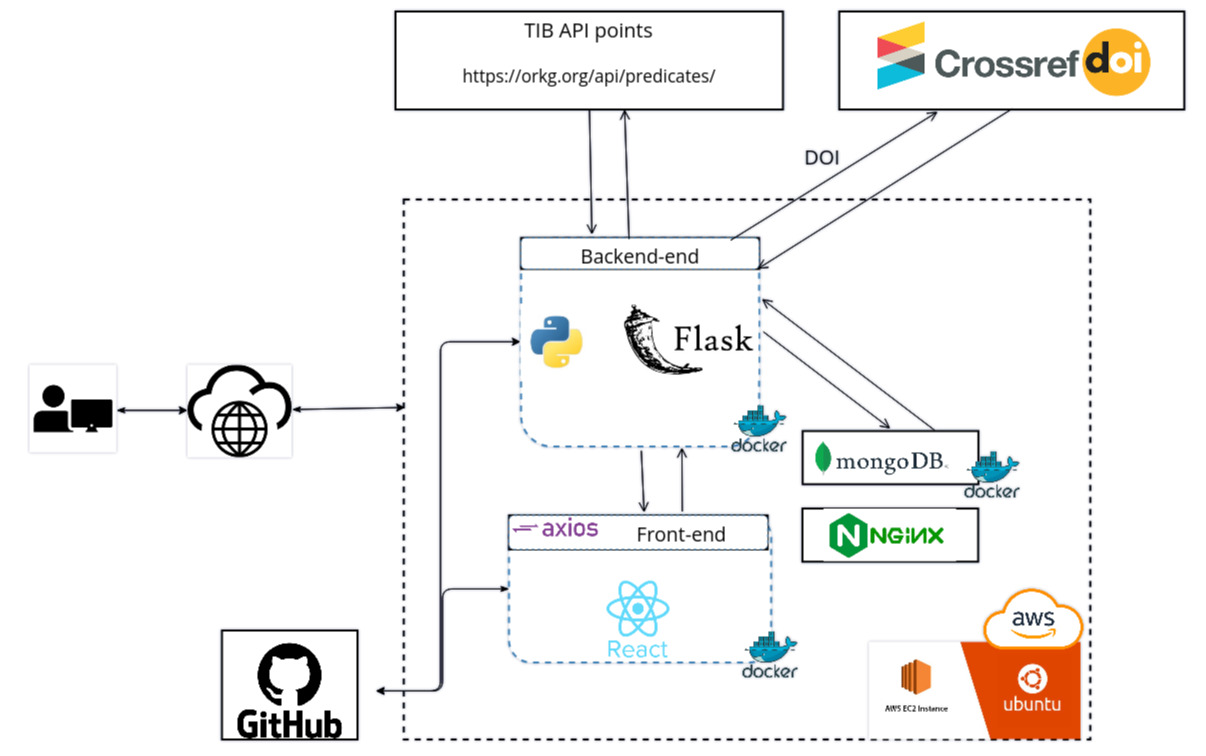 TIB API points
https://orkg.org/api/predicates/
Crossref doi
DOI
Backend-end
Flask
docker
mongoDB.
docker
axios
Front-end
NGINX
React
docker
aws
AWS EC2 Instance
ubuntu
GitHub